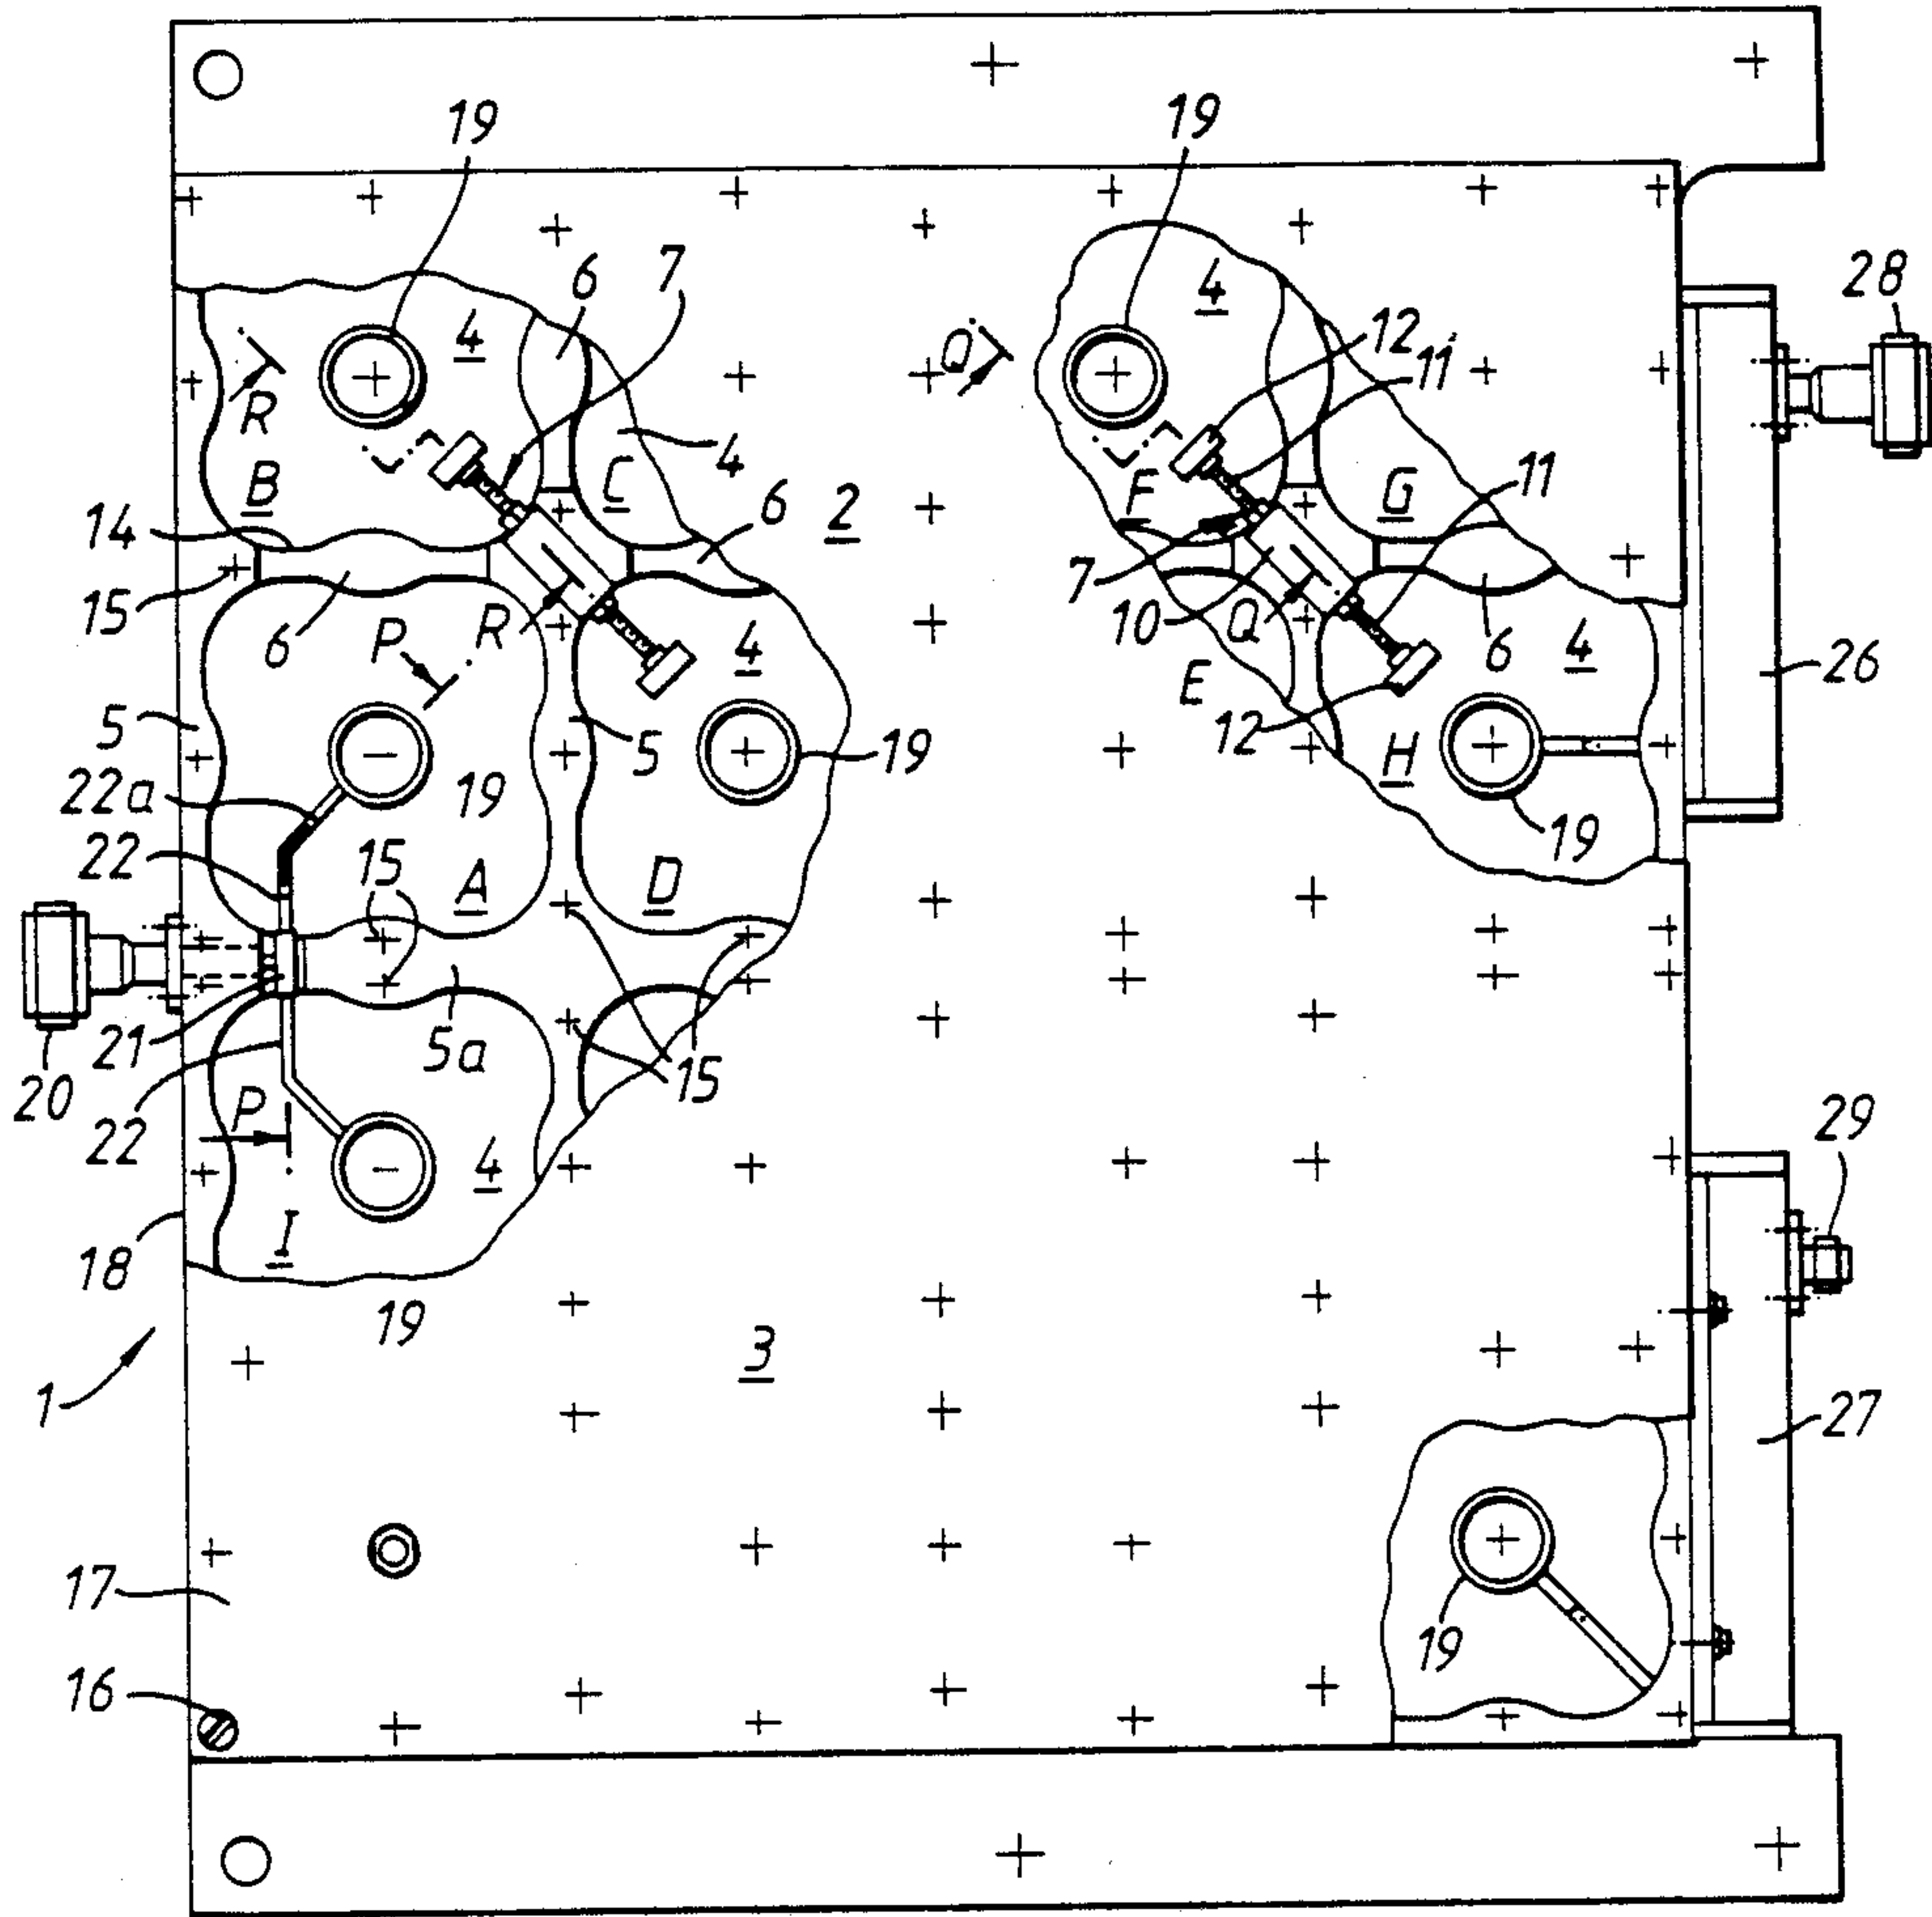 19 19
6 7 4 12 11 28
4 Q
R 4
B C F G 11
14 6 2
15 6 P R 4 7 10 Q 6 4
E 26
5 5 19 12 H
22a 19
22 15 A D 19
21 5a 15
20 22 P 4 29
18 I
19
1 3
27
17
19
16